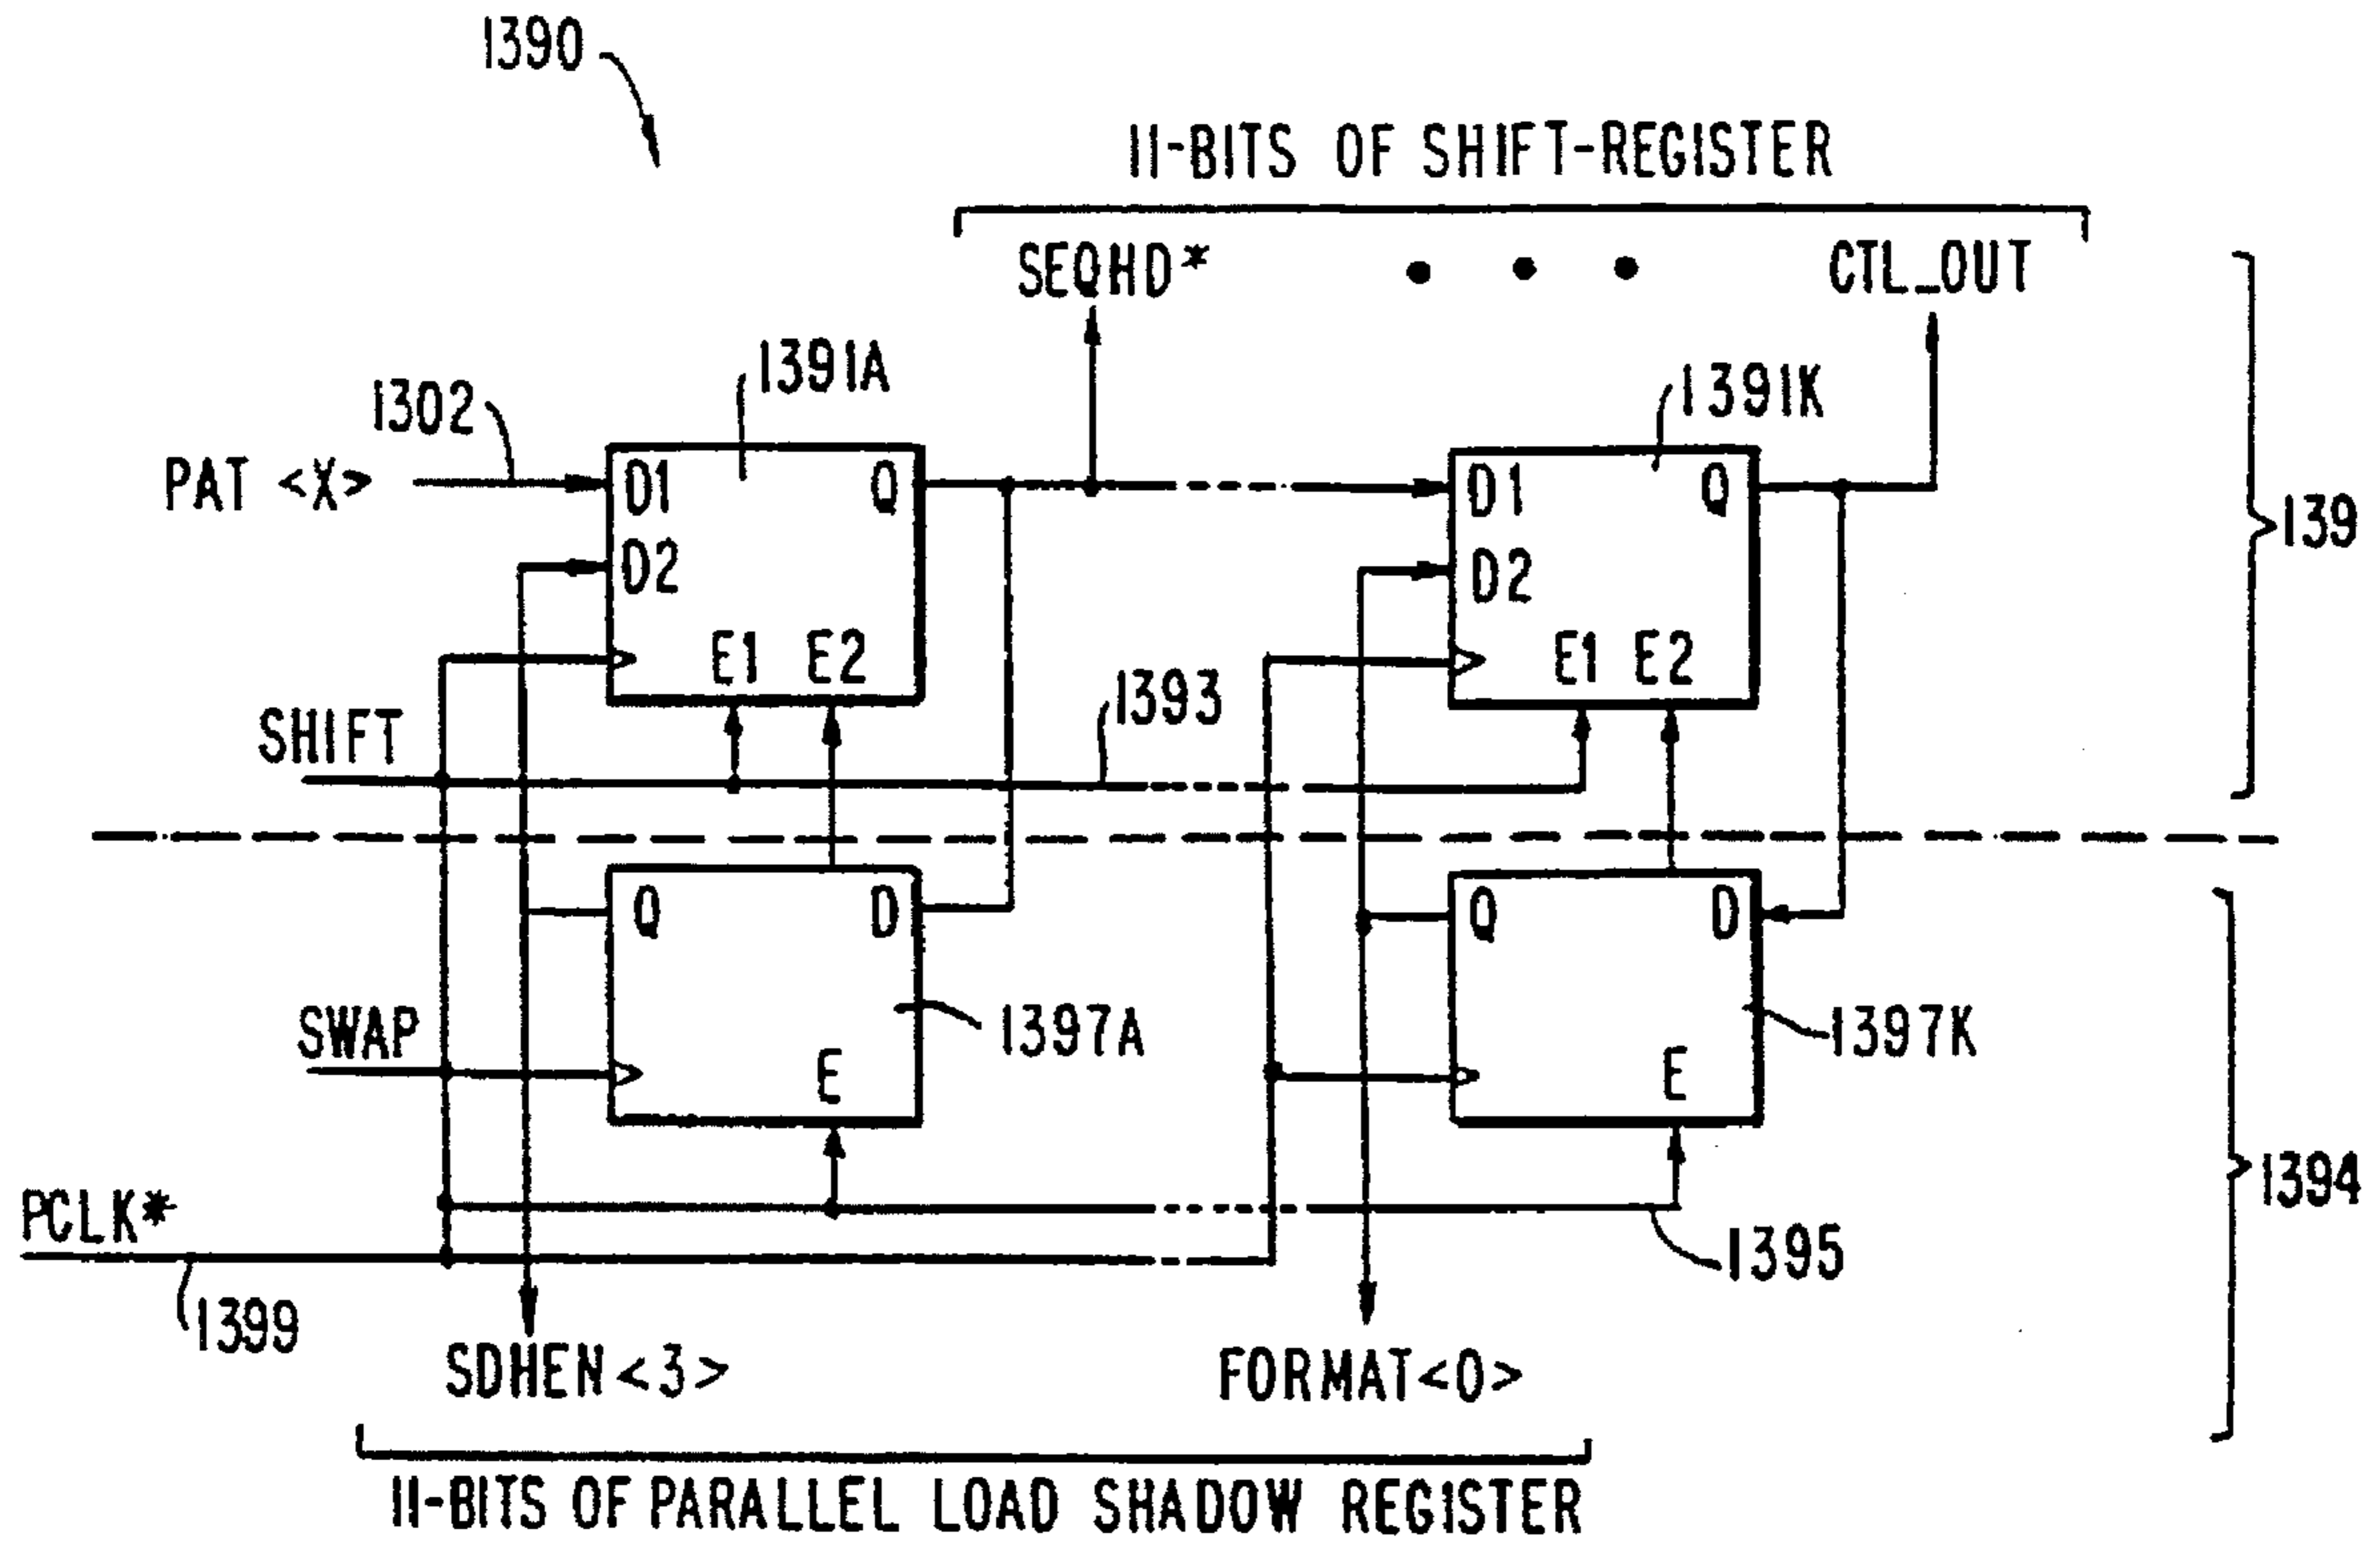 1390
11-BITS OF SHIFT-REGISTER
SEQHD* • • • CTL_OUT
1391A
1391K
1302
PAT <X>
D1 Q
D2
E1 E2
D1 Q
D2
E1 E2
139
SHIFT
1393
Q D
E
Q D
E
1397A
1397K
SWAP
1394
PCLK*
1395
1399
SDHEN<3>
FORMAT<0>
11-BITS OF PARALLEL LOAD SHADOW REGISTER